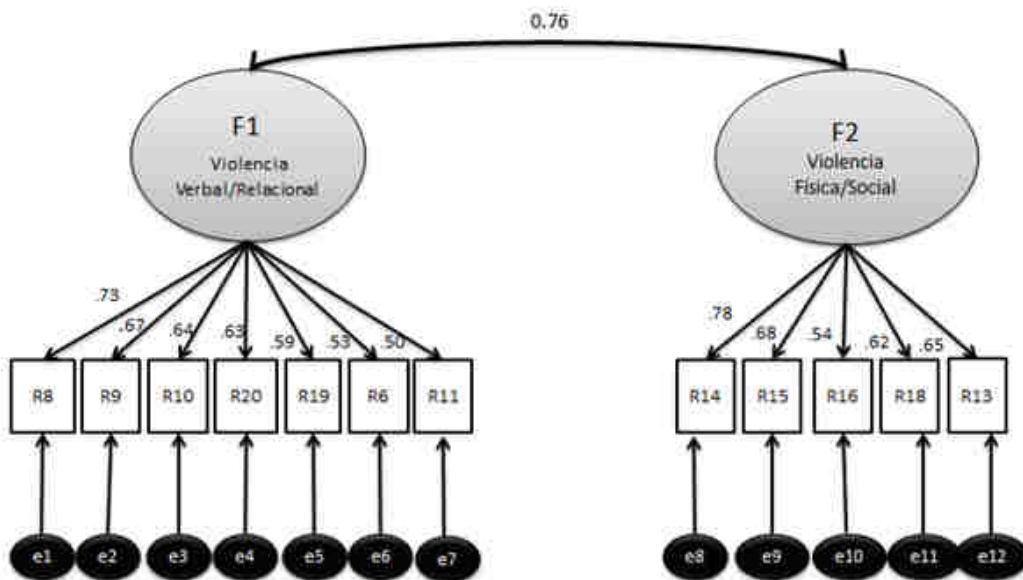 0.76
F1
Violencia
Verbal/Relacional
F2
Violencia
Física/Social
.73
.67
.64
.63
.59
.53
.50
.78
.68
.54
.62
.65
R8
R9
R10
R20
R19
R6
R11
R14
R15
R16
R18
R13
e1
e2
e3
e4
e5
e6
e7
e8
e9
e10
e11
e12